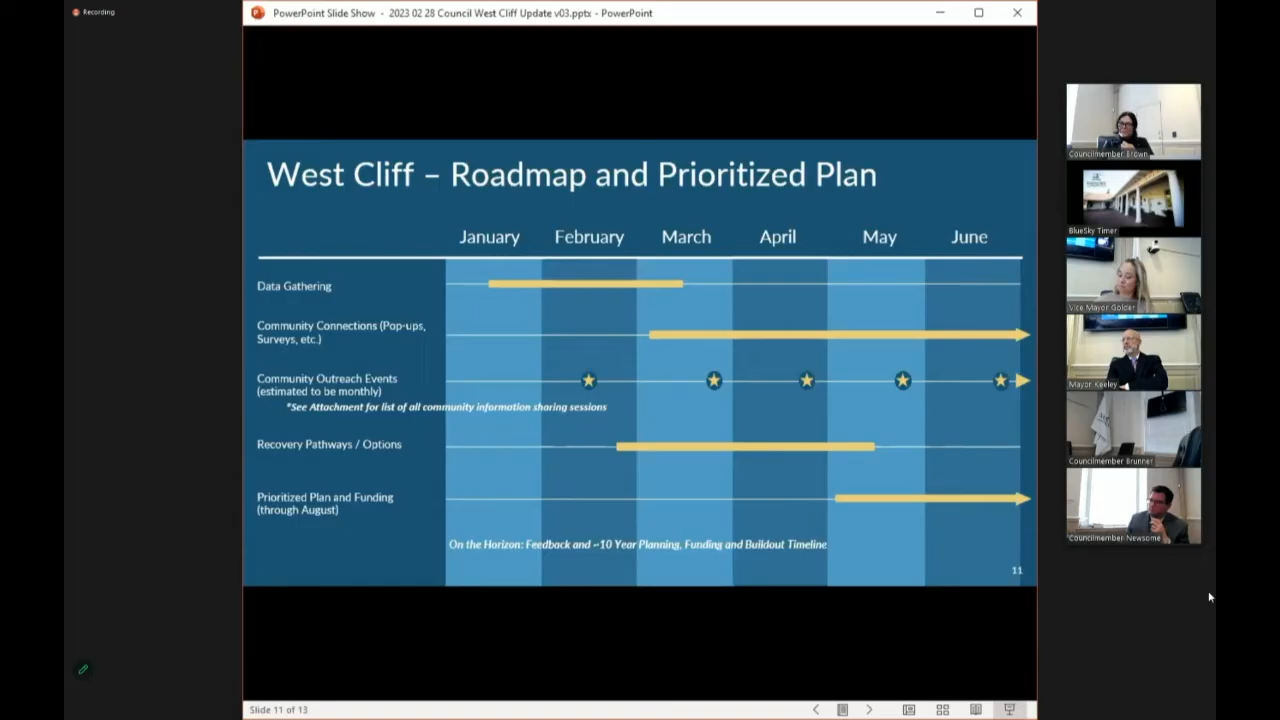 Recording
PowerPoint Slide Show - 2023 02 28 Council West Cliff Update v03.pptx - PowerPoint
West Cliff – Roadmap and Prioritized Plan
January February March April May June
Data Gathering
Community Connections (Pop-ups,
Surveys, etc.)
Community Outreach Events
(estimated to be monthly)
*See Attachment for list of all community information sharing sessions
Recovery Pathways / Options
Prioritized Plan and Funding
(through August)
On the Horizon: Feedback and ~10 Year Planning, Funding and Buildout Timeline
11
Slide 11 of 13
Councilmember Brown
BlueSky Timer
Vice Mayor Golder
Mayor Keeley
Councilmember Brunner
Councilmember Newsome